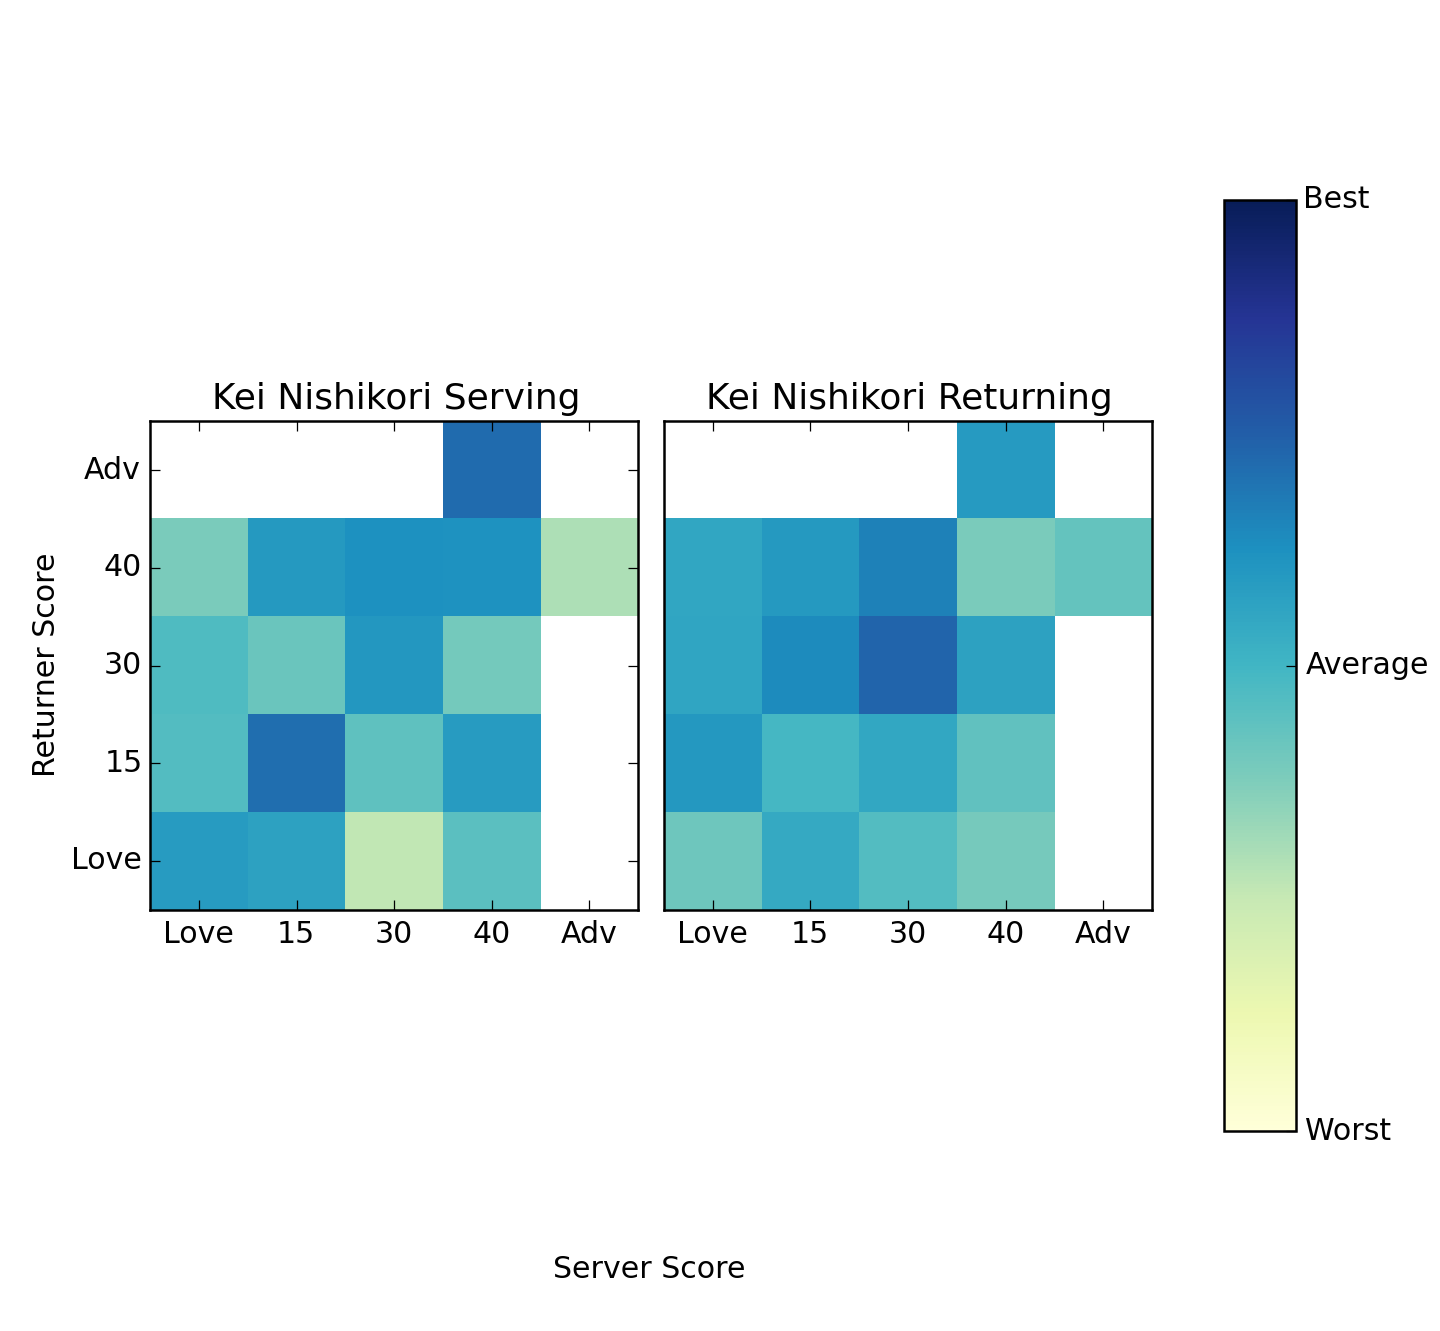 Best
Kei Nishikori Serving
Kei Nishikori Returning
Adv
40
30
15
Love
Returner Score
Average
Love 15 30 40 Adv
Love 15 30 40 Adv
Worst
Server Score